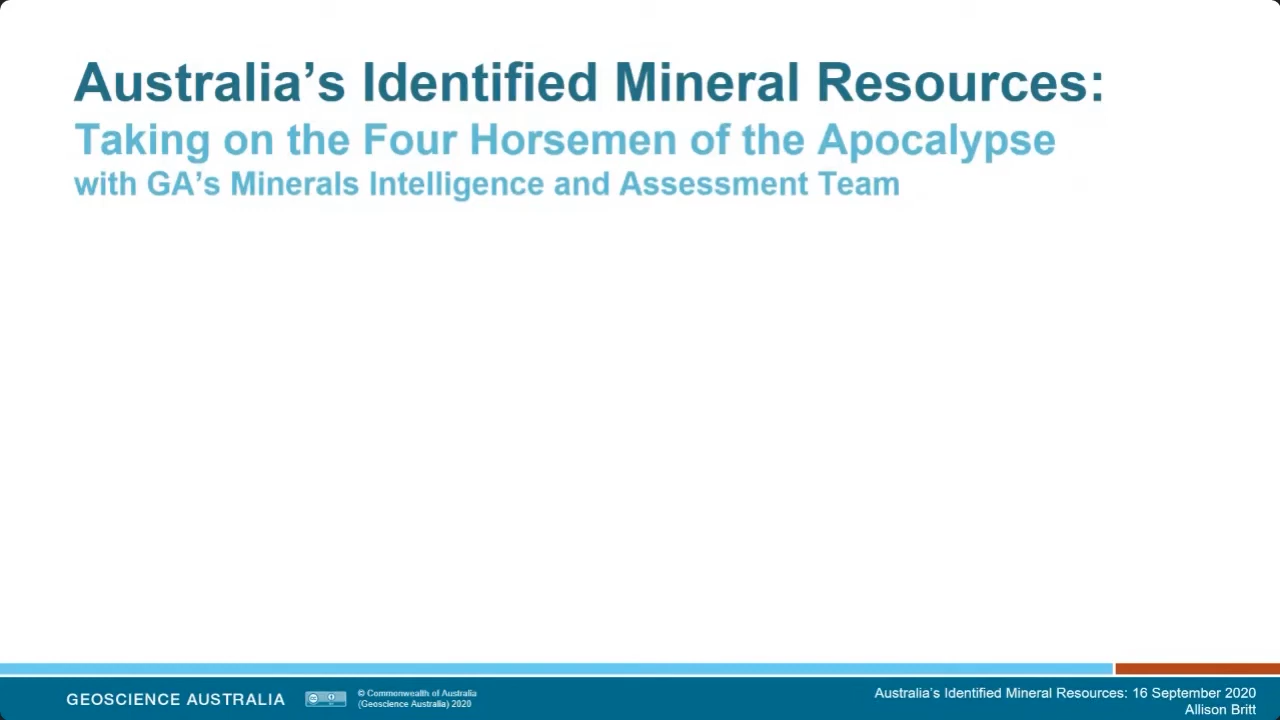 Australia’s Identified Mineral Resources:
Taking on the Four Horsemen of the Apocalypse
with GA’s Minerals Intelligence and Assessment Team
GEOSCIENCE AUSTRALIA
© Commonwealth of Australia
(Geoscience Australia) 2020
Australia’s Identified Mineral Resources: 16 September 2020
Allison Britt